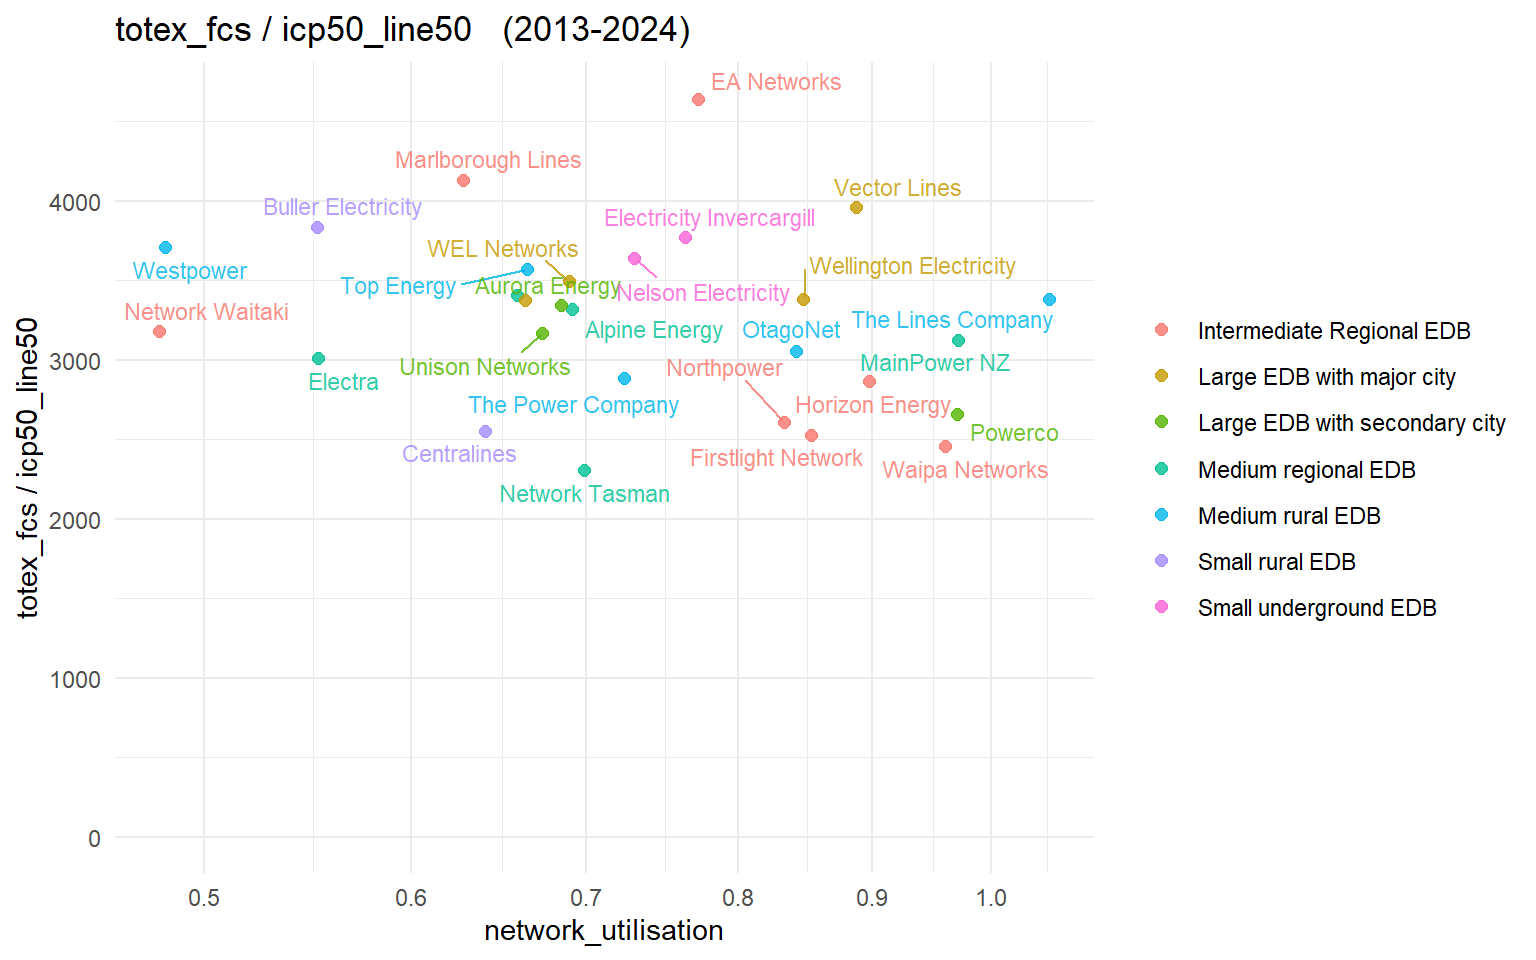 totex_fcs / icp50_line50   (2013-2024)
EA Networks
Marlborough Lines
Vector Lines
Buller Electricity
Electricity Invercargill
WEL Networks
Wellington Electricity
Westpower
Top Energy
Aurora Energy
Nelson Electricity
Network Waitaki
The Lines Company
Alpine Energy
OtagoNet
MainPower NZ
Unison Networks
Northpower
Electra
The Power Company
Horizon Energy
Powerco
Centralines
Firstlight Network
Waipa Networks
Network Tasman
4000
3000
2000
1000
0
totex_fcs / icp50_line50
0.5
0.6
0.7
0.8
0.9
1.0
network_utilisation
Intermediate Regional EDB
Large EDB with major city
Large EDB with secondary city
Medium regional EDB
Medium rural EDB
Small rural EDB
Small underground EDB